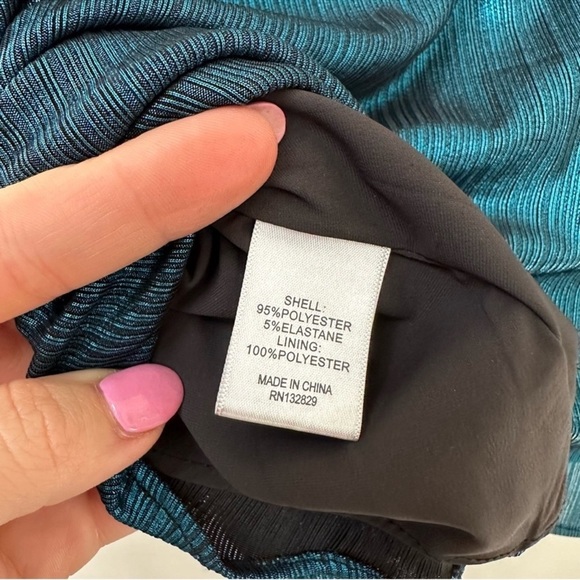 SHELL:
95%POLYESTER
5%ELASTANE
LINING:
100%POLYESTER
MADE IN CHINA
RN132829